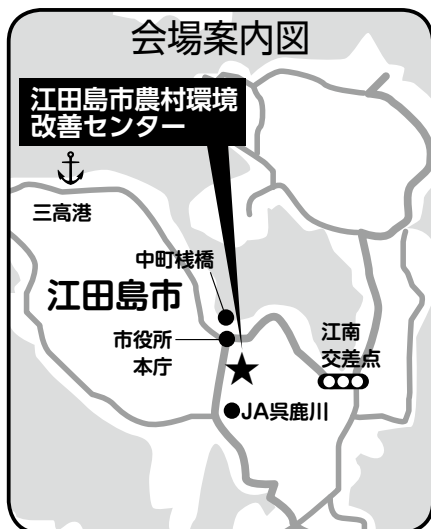 会場案内図
江田島市農村環境
改善センター
三高港
中町桟橋
江田島市
市役所
本庁
江南
交差点
JA呉鹿川